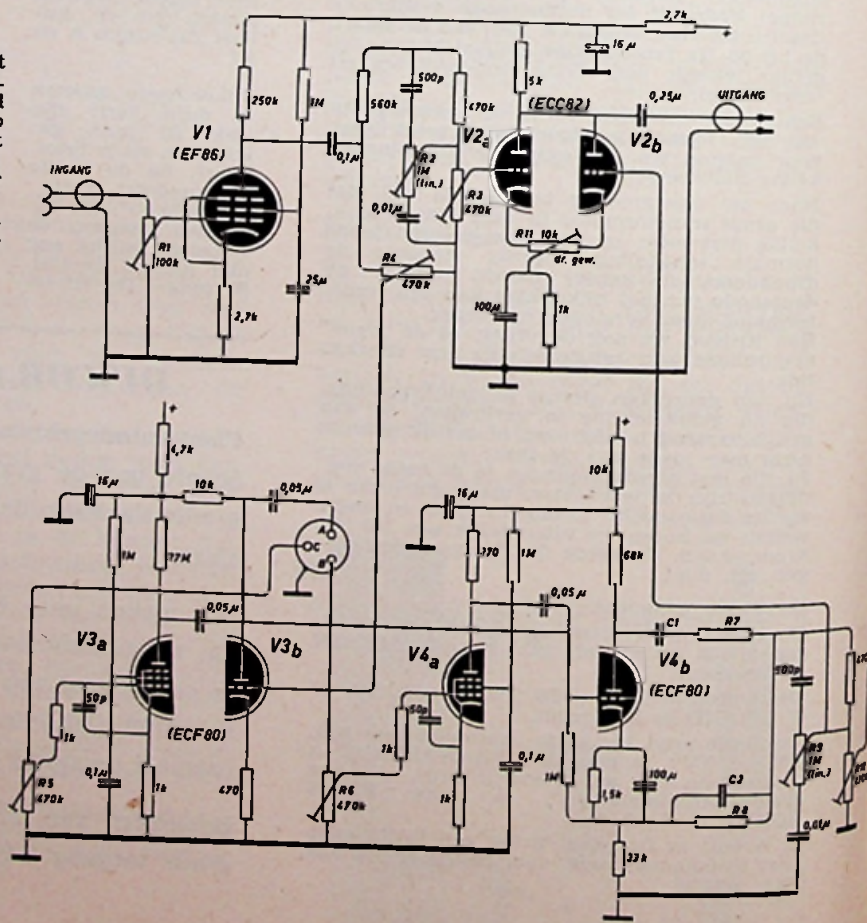 2,7k
+
16µ
5k
(ECC82)
0,25µ
UITGANG
V2a
V2b
250k
1M
V1
(EF86)
INGANG
R1
100k
2,7k
25µ
0,1µ
560k
500p
470k
R2
1M
(lin.)
0,01µ
R3
470k
R4
470k
R11 10k
dr. gew.
100µ
1k
+
4,7k
16µ
10k
0,05µ
A
C
B
1M
0,05µ
V3a
V3b
(ECF80)
50p
1k
R5
470k
0,1µ
1k
470
R6
470k
+
10k
16µ
1M
68k
0,05µ
V4a
V4b
(ECF80)
50p
1k
1k
0,1µ
1M
C1
R7
500p
R9
1M
(lin.)
0,01µ
1,5k
100µ
C2
R8
33k